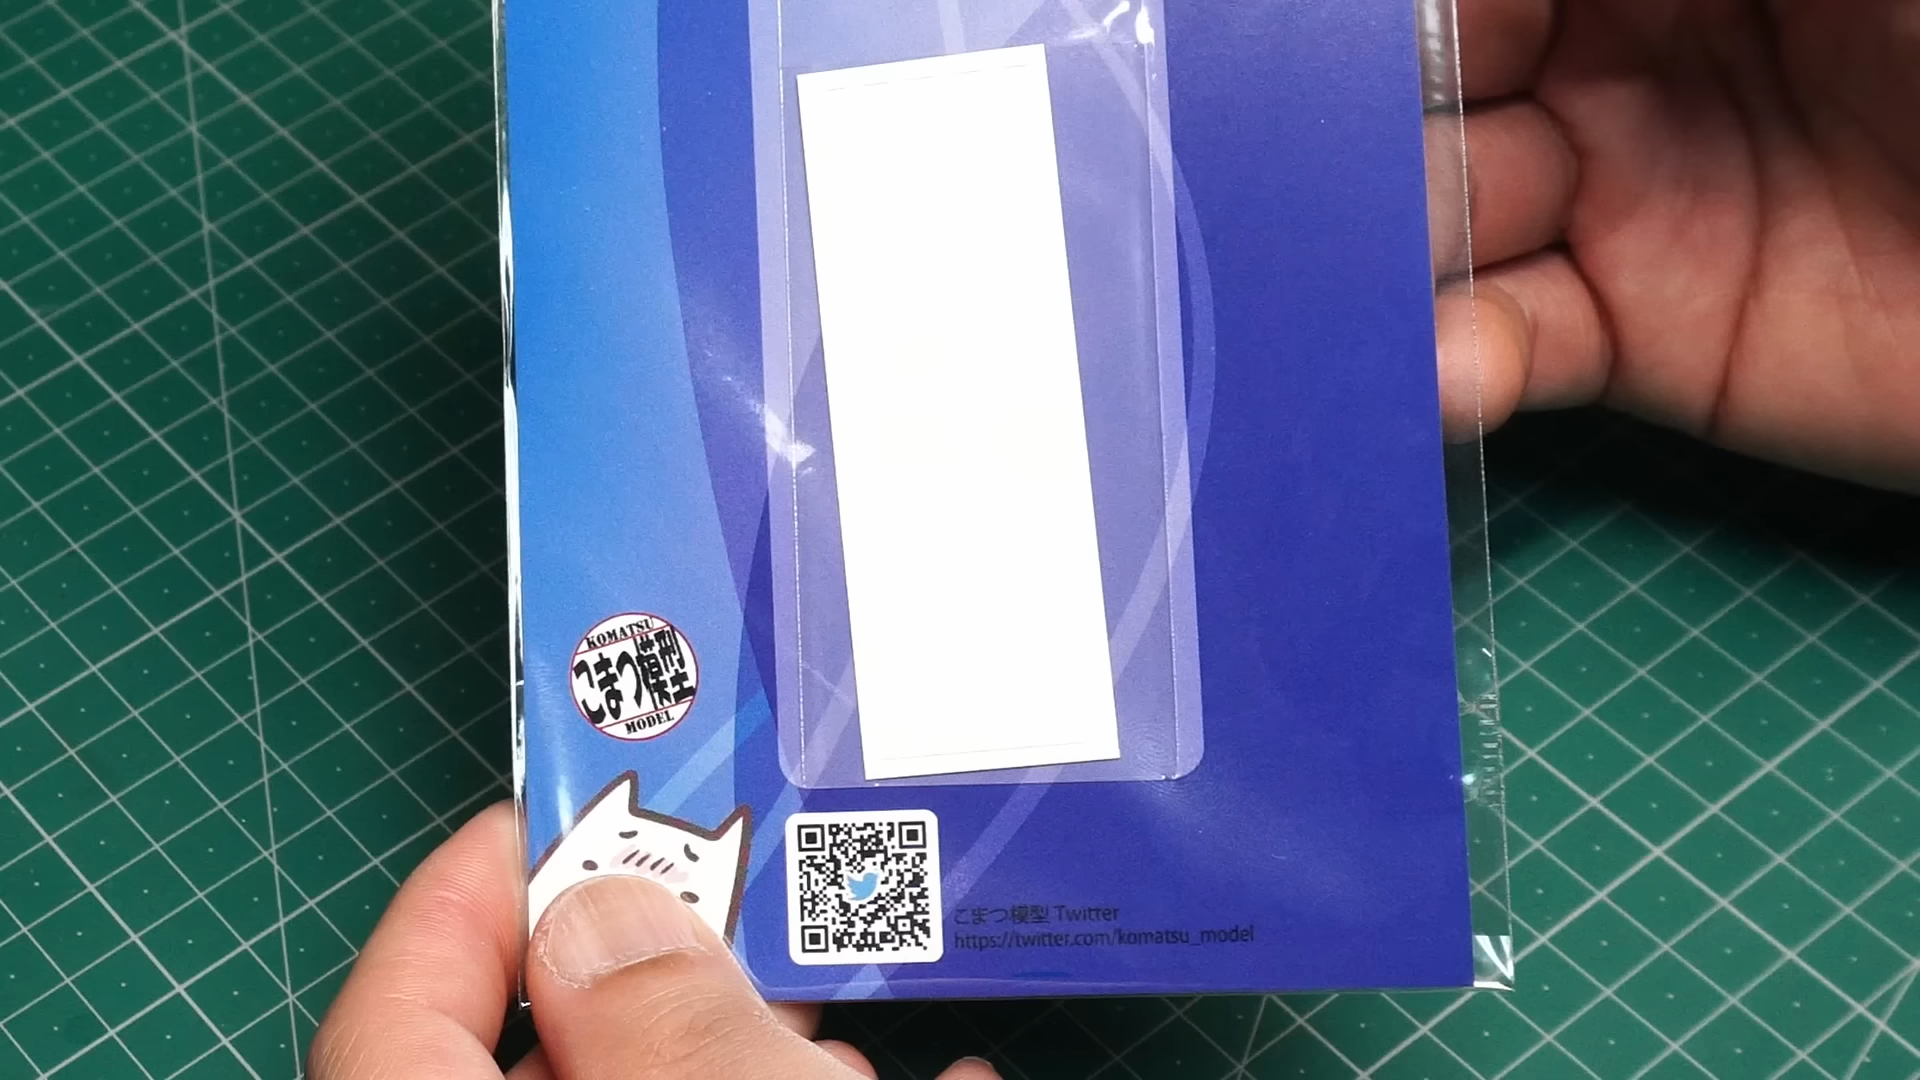 KOMATSU
こまつ模型
MODEL
こまつ模型 Twitter
https://twitter.com/komatsu_model